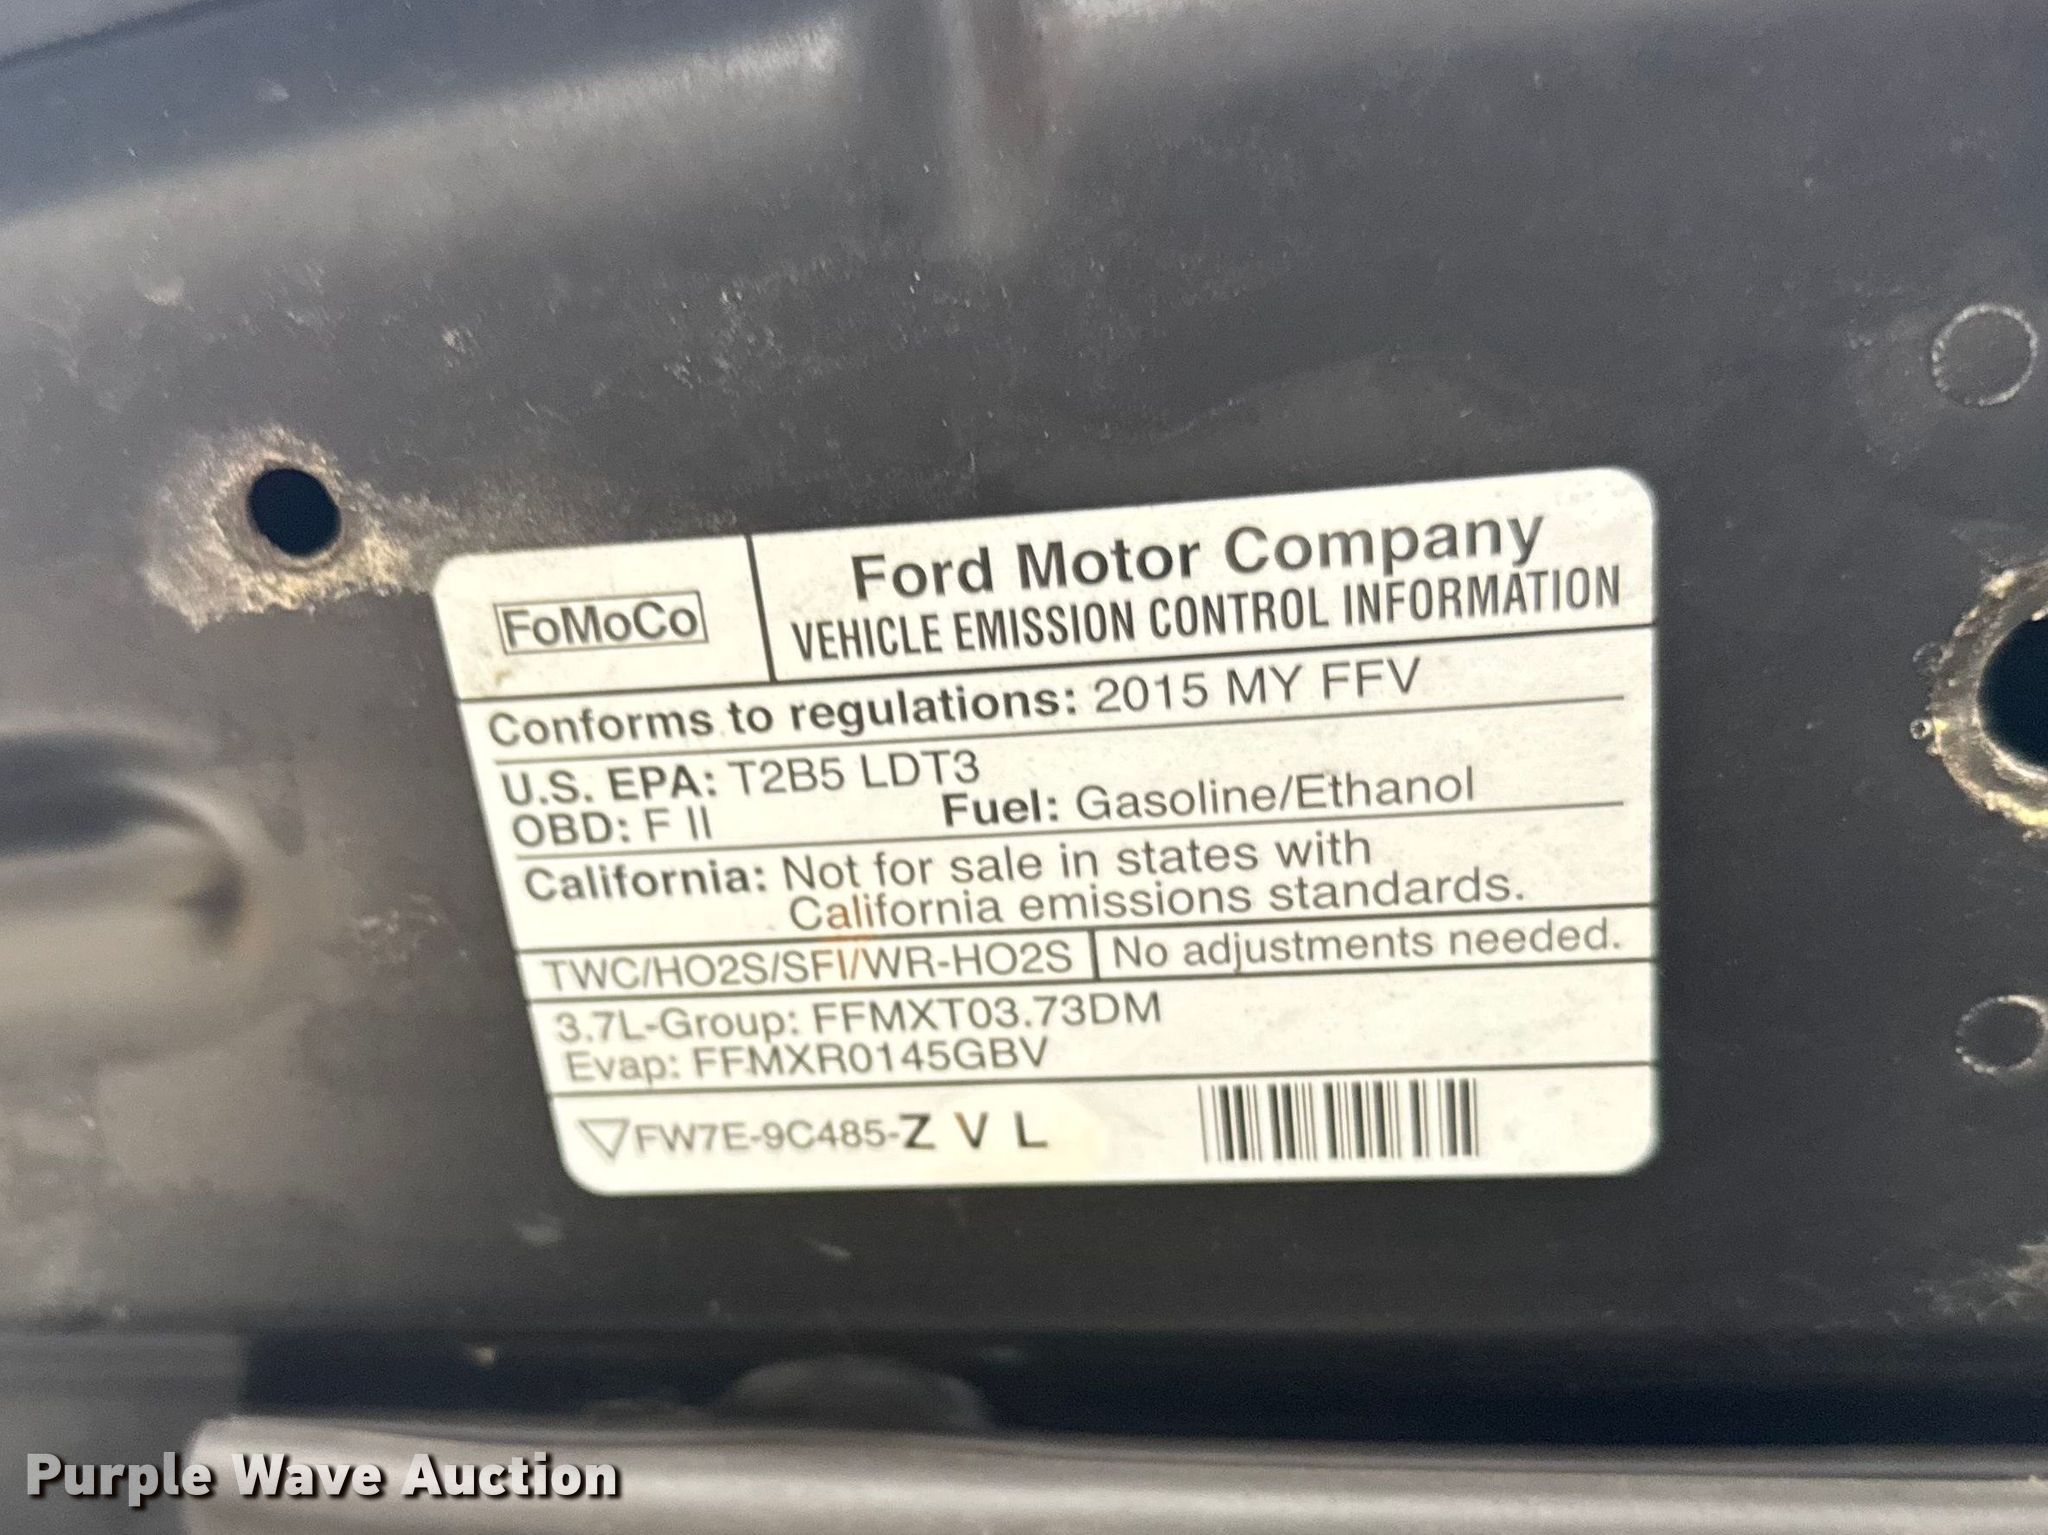 FoMoCo
Ford Motor Company
VEHICLE EMISSION CONTROL INFORMATION
Conforms to regulations: 2015 MY FFV
U.S. EPA: T2B5 LDT3
OBD: F II Fuel: Gasoline/Ethanol
California: Not for sale in states with
California emissions standards.
TWC/HO2S/SFI/WR-HO2S No adjustments needed.
3.7L-Group: FFMXT03.73DM
Evap: FFMXR0145GBV
FW7E-9C485-Z V L
Purple Wave Auction